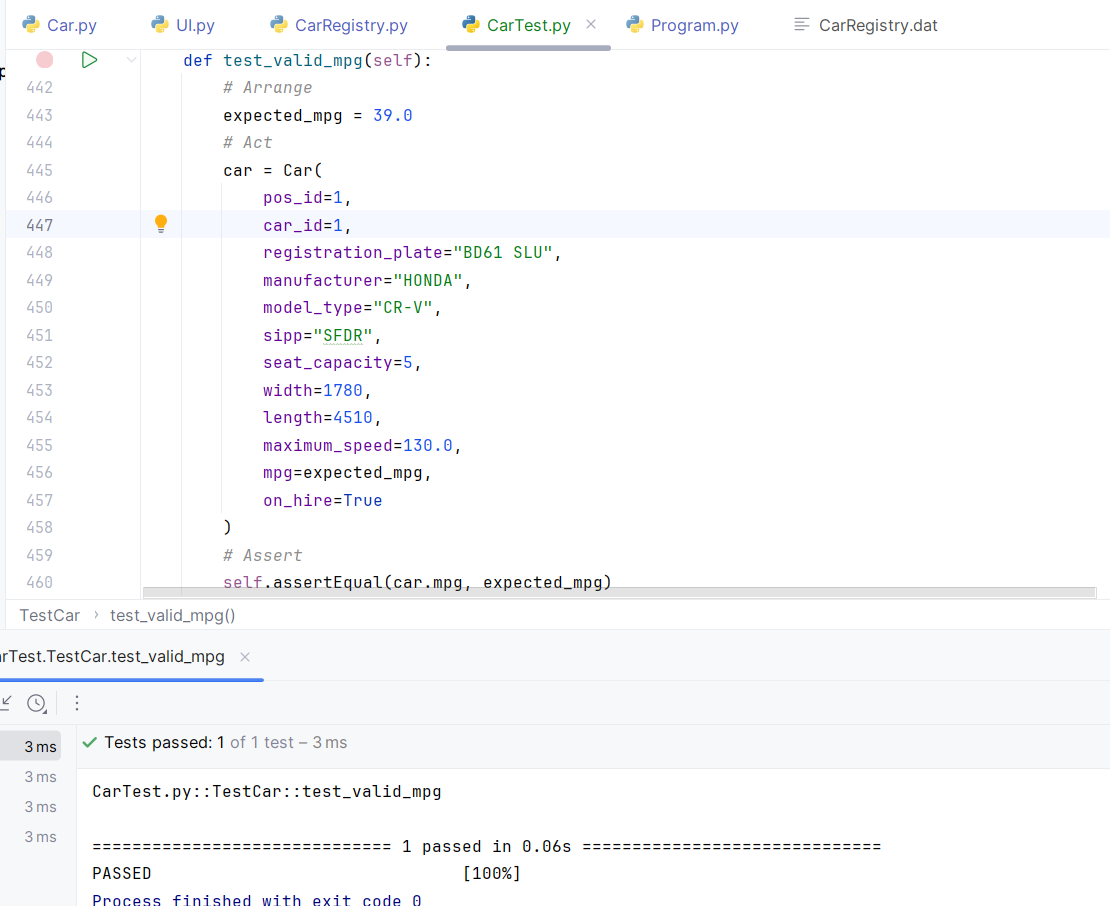 Car.py UI.py CarRegistry.py CarTest.py Program.py CarRegistry.dat
def test_valid_mpg(self):
442 # Arrange
443 expected_mpg = 39.0
444 # Act
445 car = Car(
446 pos_id=1,
447 car_id=1,
448 registration_plate="BD61 SLU",
449 manufacturer="HONDA",
450 model_type="CR-V",
451 sipp="SFDR",
452 seat_capacity=5,
453 width=1780,
454 length=4510,
455 maximum_speed=130.0,
456 mpg=expected_mpg,
457 on_hire=True
458 )
459 # Assert
460 self.assertEqual(car.mpg, expected_mpg)
TestCar › test_valid_mpg()
rTest.TestCar.test_valid_mpg
3 ms Tests passed: 1 of 1 test – 3 ms
3 ms
CarTest.py::TestCar::test_valid_mpg
3 ms
3 ms
============================== 1 passed in 0.06s ==============================
PASSED [100%]
Process finished with exit code 0